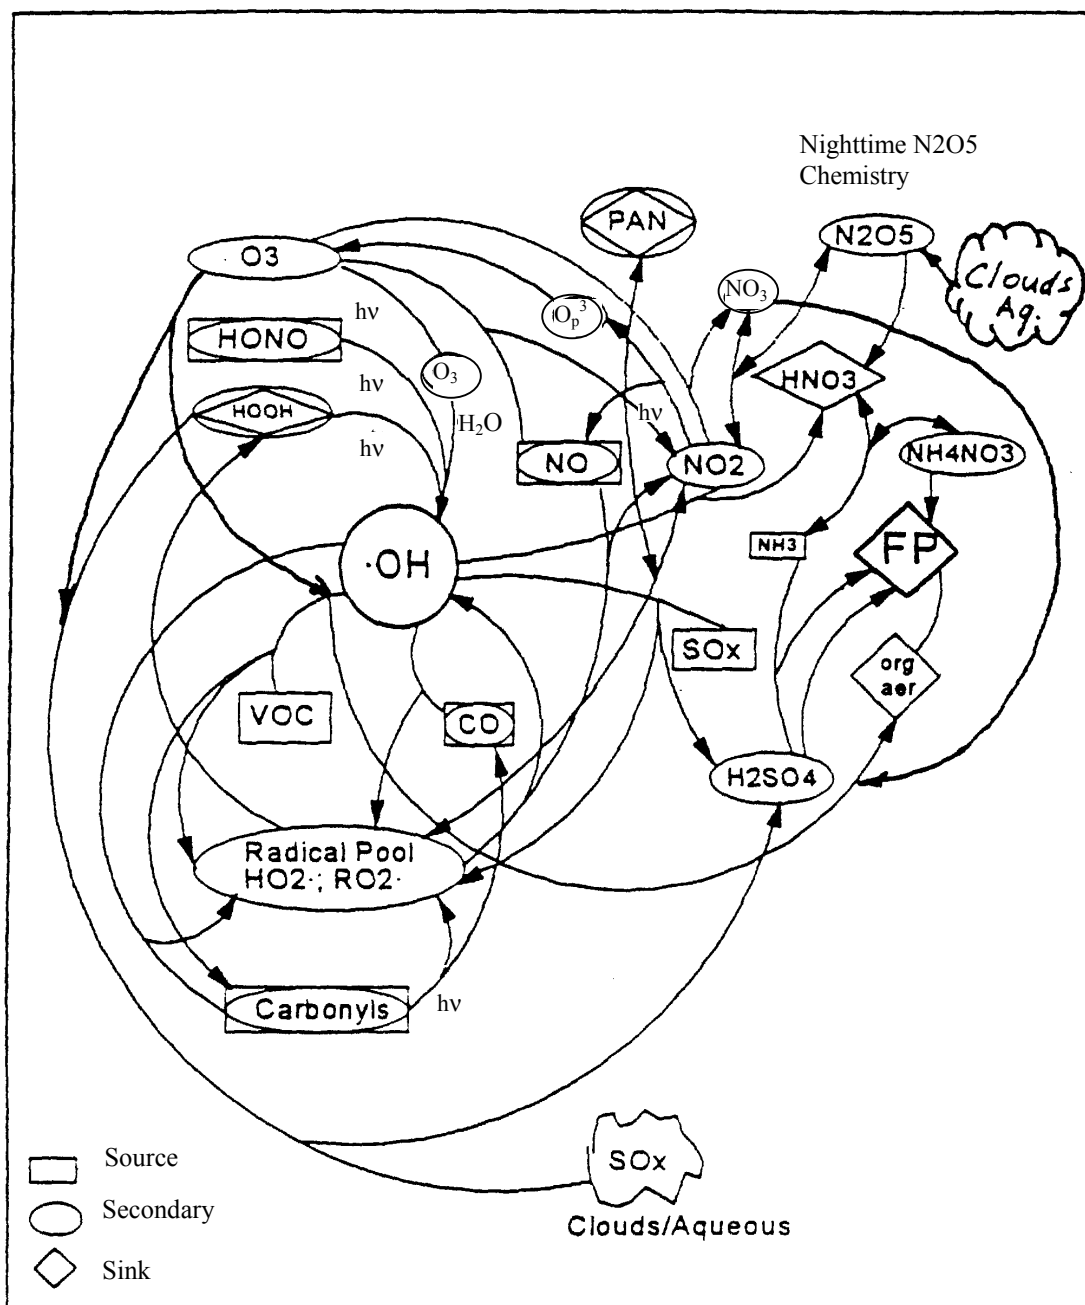 Nighttime N2O5
Chemistry
PAN
N2O5
O3
Clouds
Aq.
NO3
Op3
hν
HONO
O3
HNO3
hν
HOOH
H2O
hν
hν
NO
NO2
NH4NO3
NH3
FP
·OH
SOx
org
aer
VOC
CO
H2SO4
Radical Pool
HO2·; RO2·
Carbonyls
hν
Source
SOx
Secondary
Clouds/Aqueous
Sink